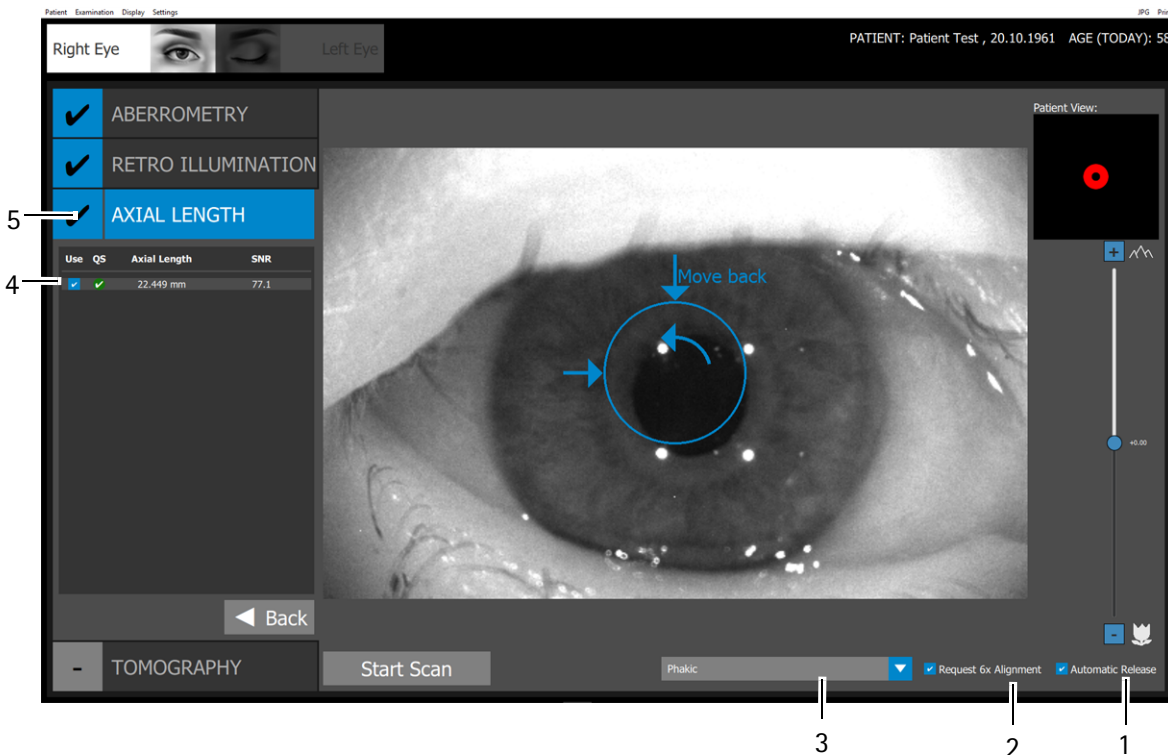 Patient Examination Display Settings JPG Prin
Right Eye Left Eye PATIENT: Patient Test , 20.10.1961 AGE (TODAY): 58
✔ ABERROMETRY
Patient View:
✔ RETRO ILLUMINATION
5 ✔ AXIAL LENGTH
Use QS Axial Length SNR
Move back
4 22.449 mm 77.1
+0.00
Back
- TOMOGRAPHY
Start Scan Phakic Request 6x Alignment Automatic Release
3 2 1